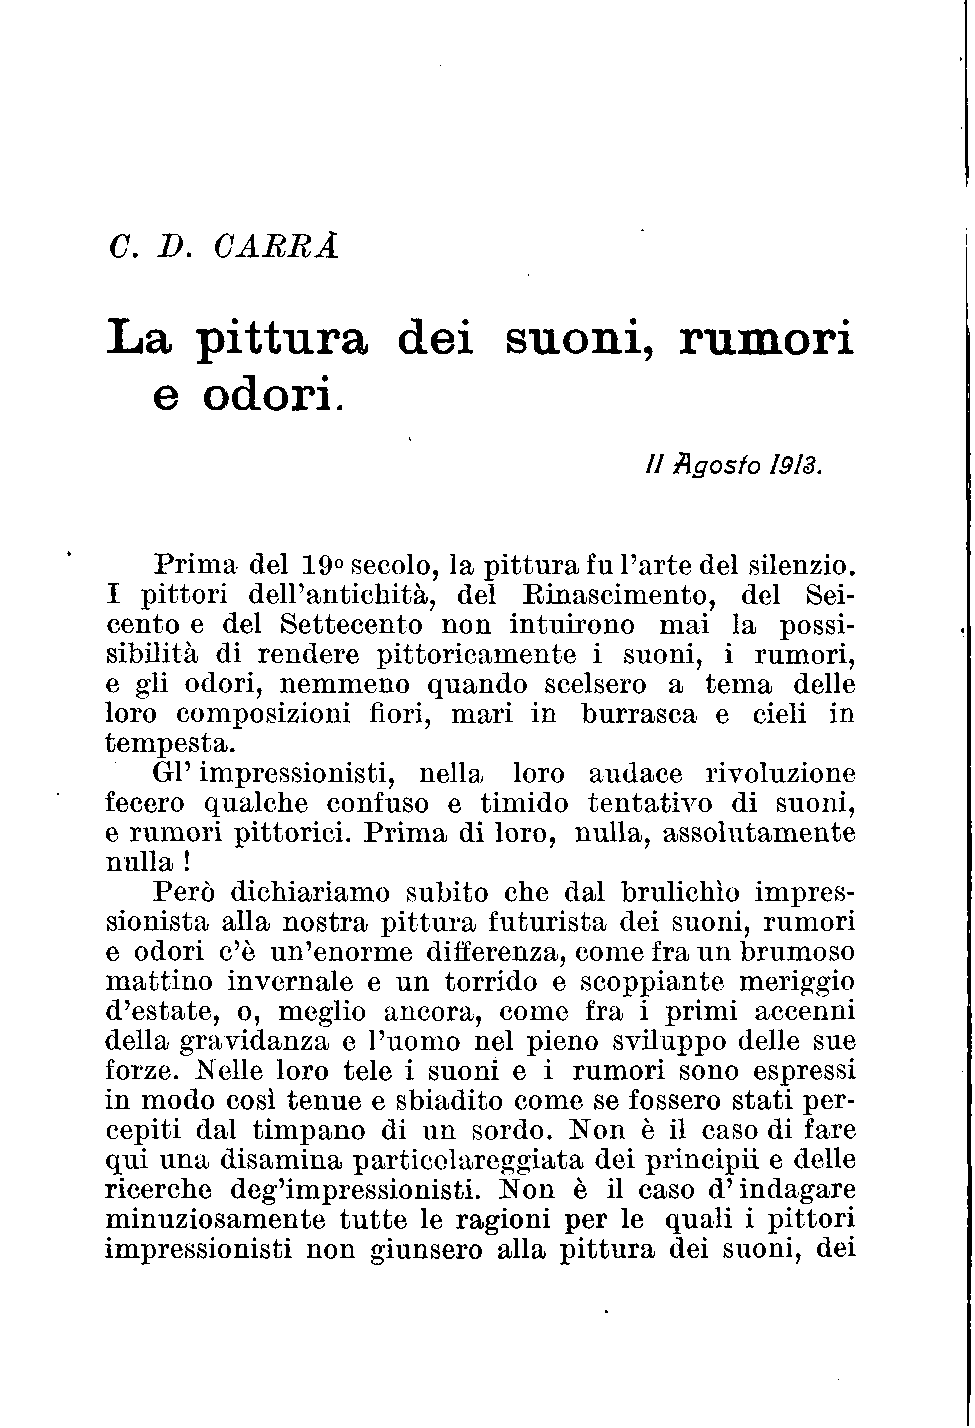 C. D. CARRÀ
La pittura dei suoni, rumori
e odori.
11 Agosto 1913.
Prima del 19º secolo, la pittura fu l'arte del silenzio.
I pittori dell'antichità, del Rinascimento, del Sei-
cento e del Settecento non intuirono mai la possi-
sibilità di rendere pittoricamente i suoni, i rumori,
e gli odori, nemmeno quando scelsero a tema delle
loro composizioni fiori, mari in burrasca e cieli in
tempesta.
Gl' impressionisti, nella loro audace rivoluzione
fecero qualche confuso e timido tentativo di suoni,
e rumori pittorici. Prima di loro, nulla, assolutamente
nulla !
Però dichiariamo subito che dal brulichìo impres-
sionista alla nostra pittura futurista dei suoni, rumori
e odori c'è un'enorme differenza, come fra un brumoso
mattino invernale e un torrido e scoppiante meriggio
d'estate, o, meglio ancora, come fra i primi accenni
della gravidanza e l'uomo nel pieno sviluppo delle sue
forze. Nelle loro tele i suoni e i rumori sono espressi
in modo così tenue e sbiadito come se fossero stati per-
cepiti dal timpano di un sordo. Non è il caso di fare
qui una disamina particolareggiata dei principii e delle
ricerche deg'impressionisti. Non è il caso d' indagare
minuziosamente tutte le ragioni per le quali i pittori
impressionisti non giunsero alla pittura dei suoni, dei